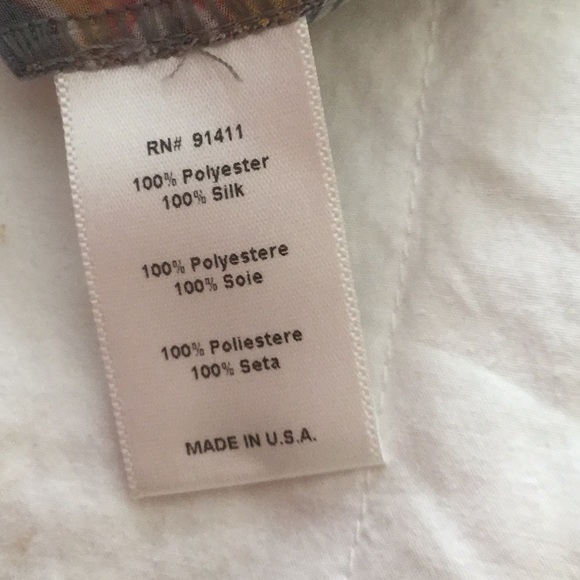 RN# 91411
100% Polyester
100% Silk
100% Polyestere
100% Soie
100% Poliestere
100% Seta
MADE IN U.S.A.